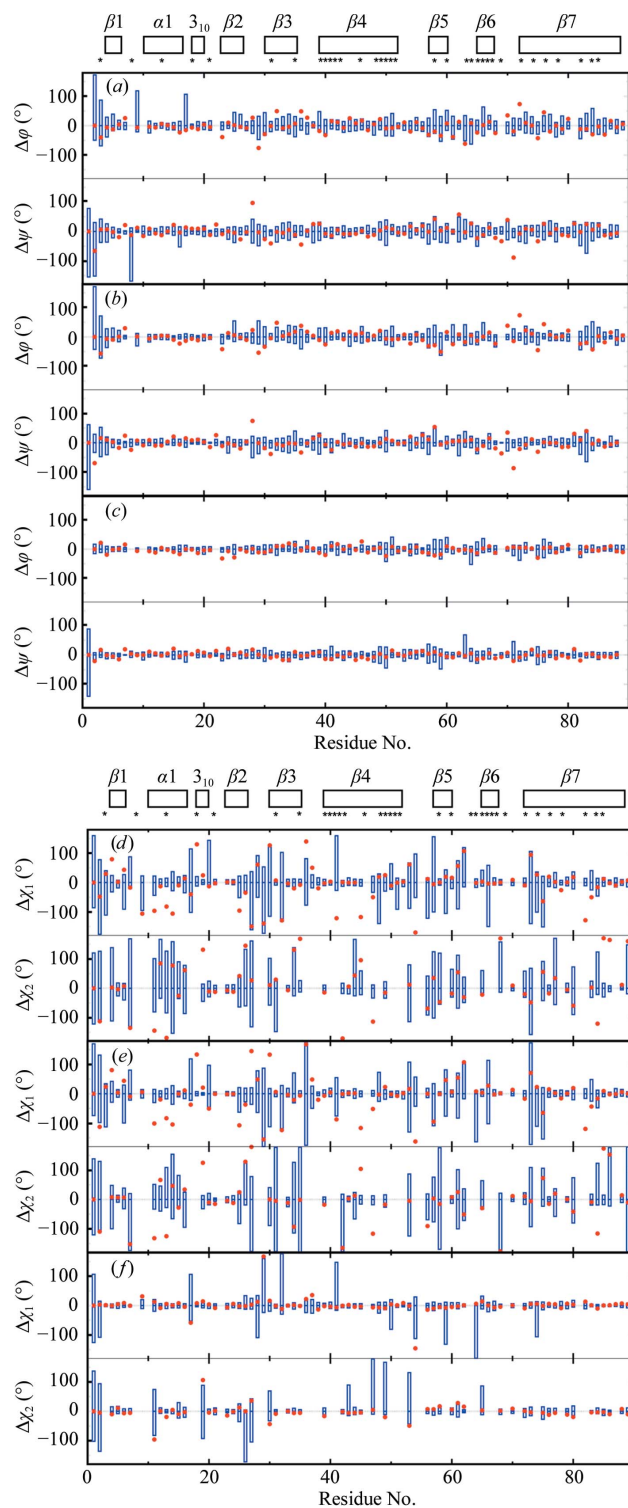 β1 α1 3₁₀ β2 β3 β4 β5 β6 β7
* * * * * * * ***** * ***** * * ****** * * * * * * *
(a)
Δφ (°) 100 0 −100
Δψ (°) 100 0 −100
(b)
Δφ (°) 100 0 −100
Δψ (°) 100 0 −100
(c)
Δφ (°) 100 0 −100
Δψ (°) 100 0 −100
0 20 40 60 80
Residue No.
β1 α1 3₁₀ β2 β3 β4 β5 β6 β7
* * * * * * * ***** * ***** * * ****** * * * * * * *
(d)
Δχ₁ (°) 100 0 −100
Δχ₂ (°) 100 0 −100
(e)
Δχ₁ (°) 100 0 −100
Δχ₂ (°) 100 0 −100
(f)
Δχ₁ (°) 100 0 −100
Δχ₂ (°) 100 0 −100
0 20 40 60 80
Residue No.